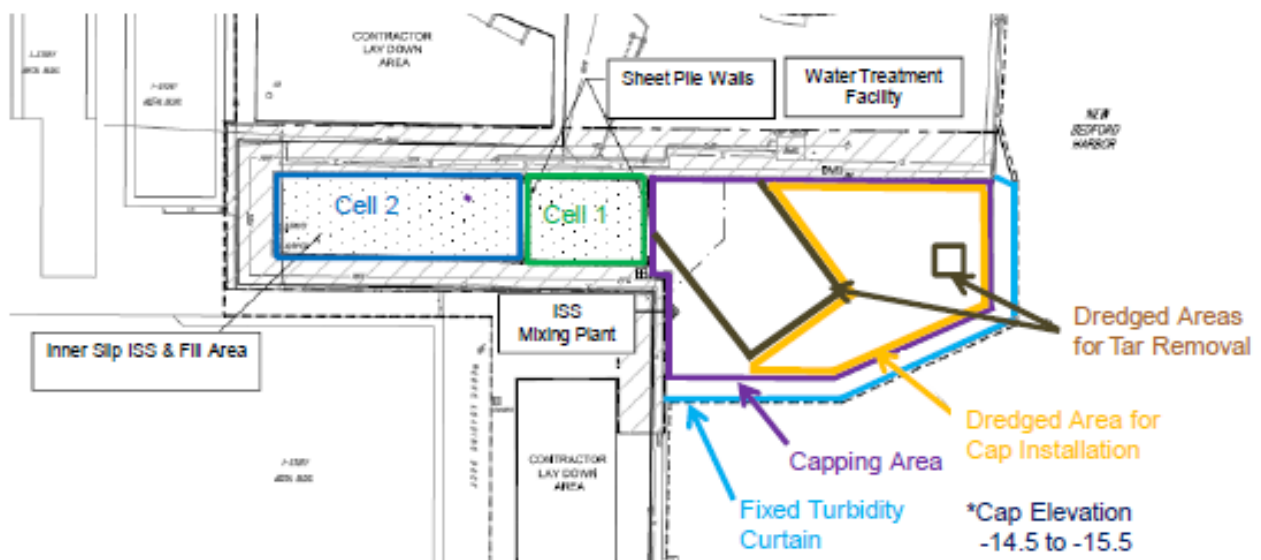 CONTRACTOR
LAY DOWN
AREA
Sheet Pile Walls
Water Treatment
Facility
NEW
BEDFORD
HARBOR
Cell 2
Cell 1
ISS
Mixing Plant
Inner Slip ISS & Fill Area
Dredged Areas
for Tar Removal
Dredged Area for
Cap Installation
Capping Area
CONTRACTOR
LAY DOWN
AREA
Fixed Turbidity
Curtain
*Cap Elevation
-14.5 to -15.5